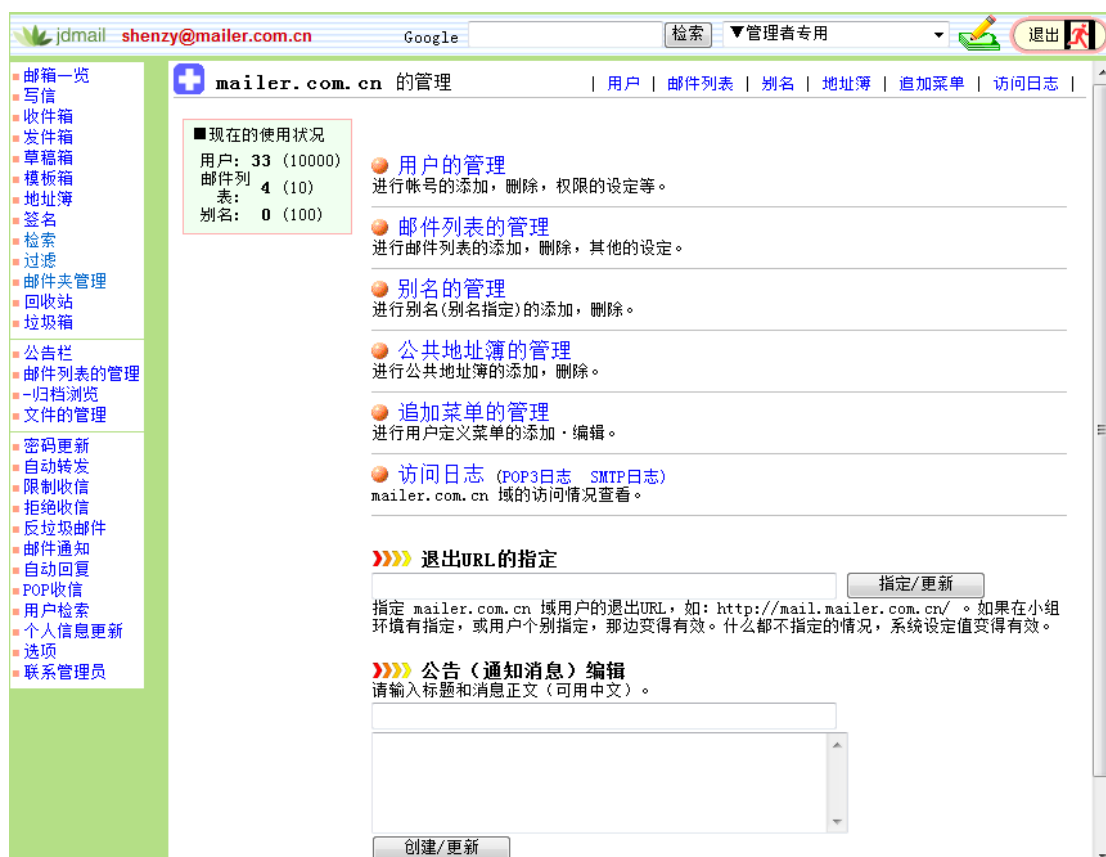 jdmail shenzy@mailer.com.cn Google 检索 ▼管理者专用 退出
邮箱一览
写信
收件箱
发件箱
草稿箱
模板箱
地址簿
签名
检索
过滤
邮件夹管理
回收站
垃圾箱
公告栏
邮件列表的管理
-归档浏览
文件的管理
密码更新
自动转发
限制收信
拒绝收信
反垃圾邮件
邮件通知
自动回复
POP收信
用户检索
个人信息更新
选项
联系管理员
mailer.com.cn 的管理 | 用户 | 邮件列表 | 别名 | 地址簿 | 追加菜单 | 访问日志 |
■现在的使用状况
用户: 33 (10000)
邮件列
表: 4 (10)
别名: 0 (100)
用户的管理
进行帐号的添加，删除，权限的设定等。
邮件列表的管理
进行邮件列表的添加，删除，其他的设定。
别名的管理
进行别名(别名指定)的添加，删除。
公共地址簿的管理
进行公共地址簿的添加，删除。
追加菜单的管理
进行用户定义菜单的添加·编辑。
访问日志 (POP3日志 SMTP日志)
mailer.com.cn 域的访问情况查看。
退出URL的指定
指定/更新
指定 mailer.com.cn 域用户的退出URL，如: http://mail.mailer.com.cn/ 。如果在小组
环境有指定，或用户个别指定，那边变得有效。什么都不指定的情况，系统设定值变得有效。
公告（通知消息）编辑
请输入标题和消息正文（可用中文）。
创建/更新